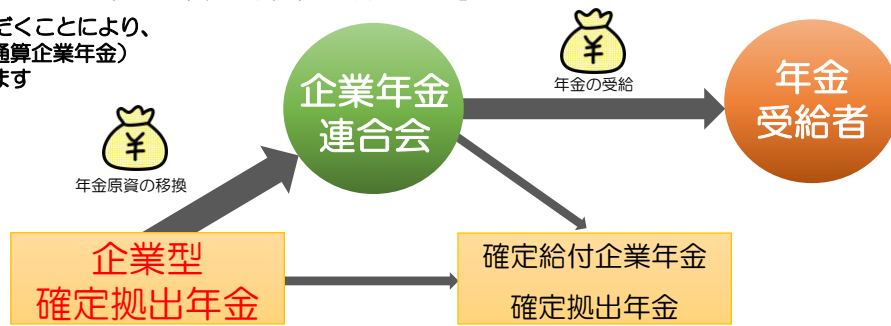 だくことにより、
通算企業年金）
ます
¥
年金の受給
企業年金
連合会
年金
受給者
¥
年金原資の移換
企業型
確定拠出年金
確定給付企業年金
確定拠出年金